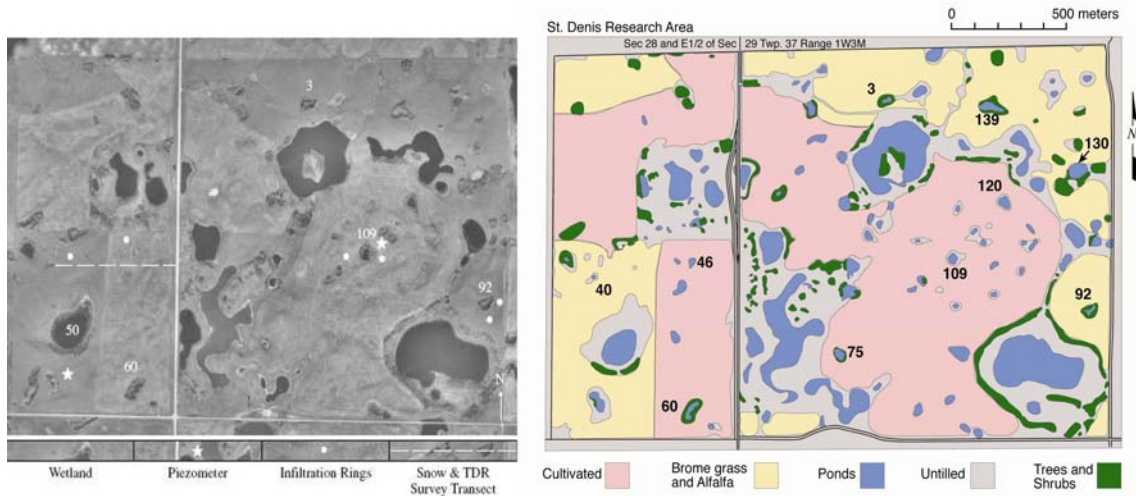 3
109
92
50
60
N
Wetland
Piezometer
Infiltration Rings
Snow & TDR
Survey Transect
St. Denis Research Area
0 500 meters
Sec 28 and E1/2 of Sec 29 Twp. 37 Range 1W3M
3
139
130
N
120
46
109
40
92
75
60
Cultivated
Brome grass
and Alfalfa
Ponds
Untilled
Trees and
Shrubs